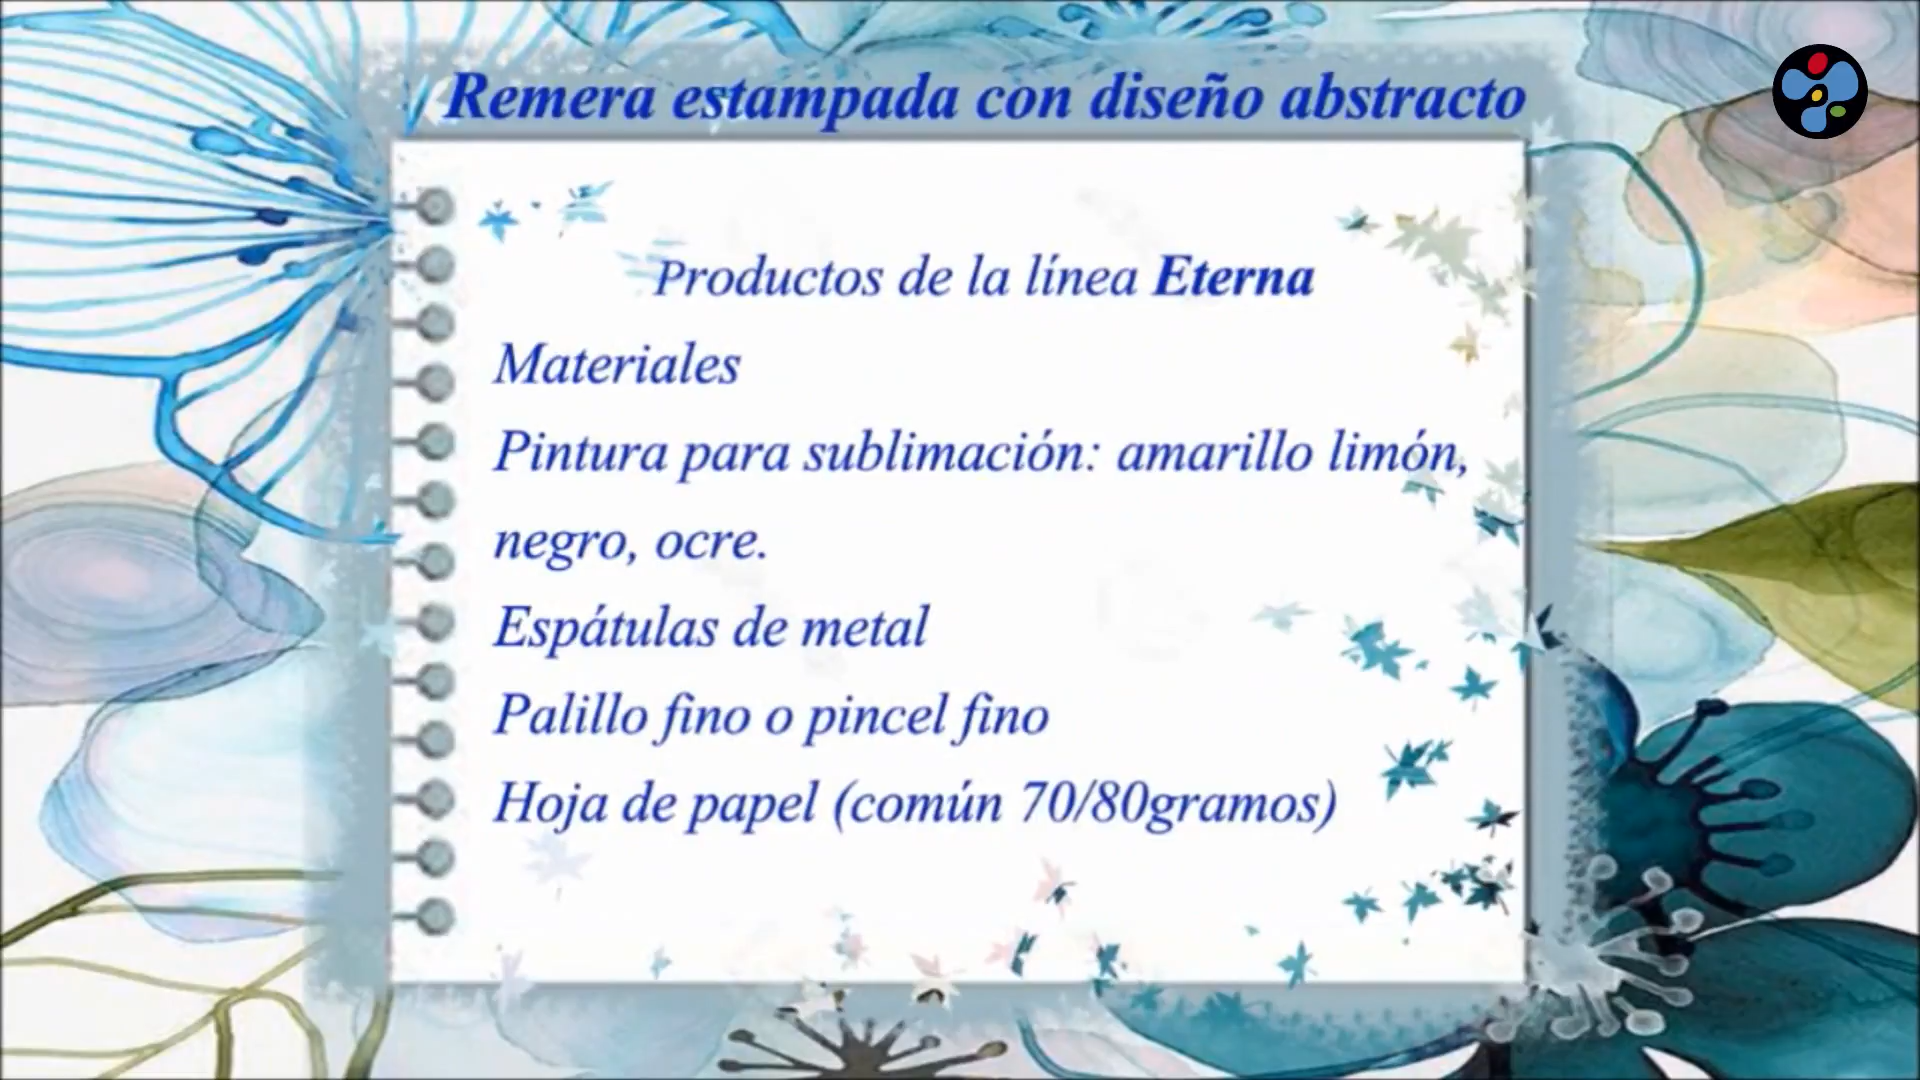 Remera estampada con diseño abstracto
Productos de la línea Eterna
Materiales
Pintura para sublimación: amarillo limón,
negro, ocre.
Espátulas de metal
Palillo fino o pincel fino
Hoja de papel (común 70/80gramos)